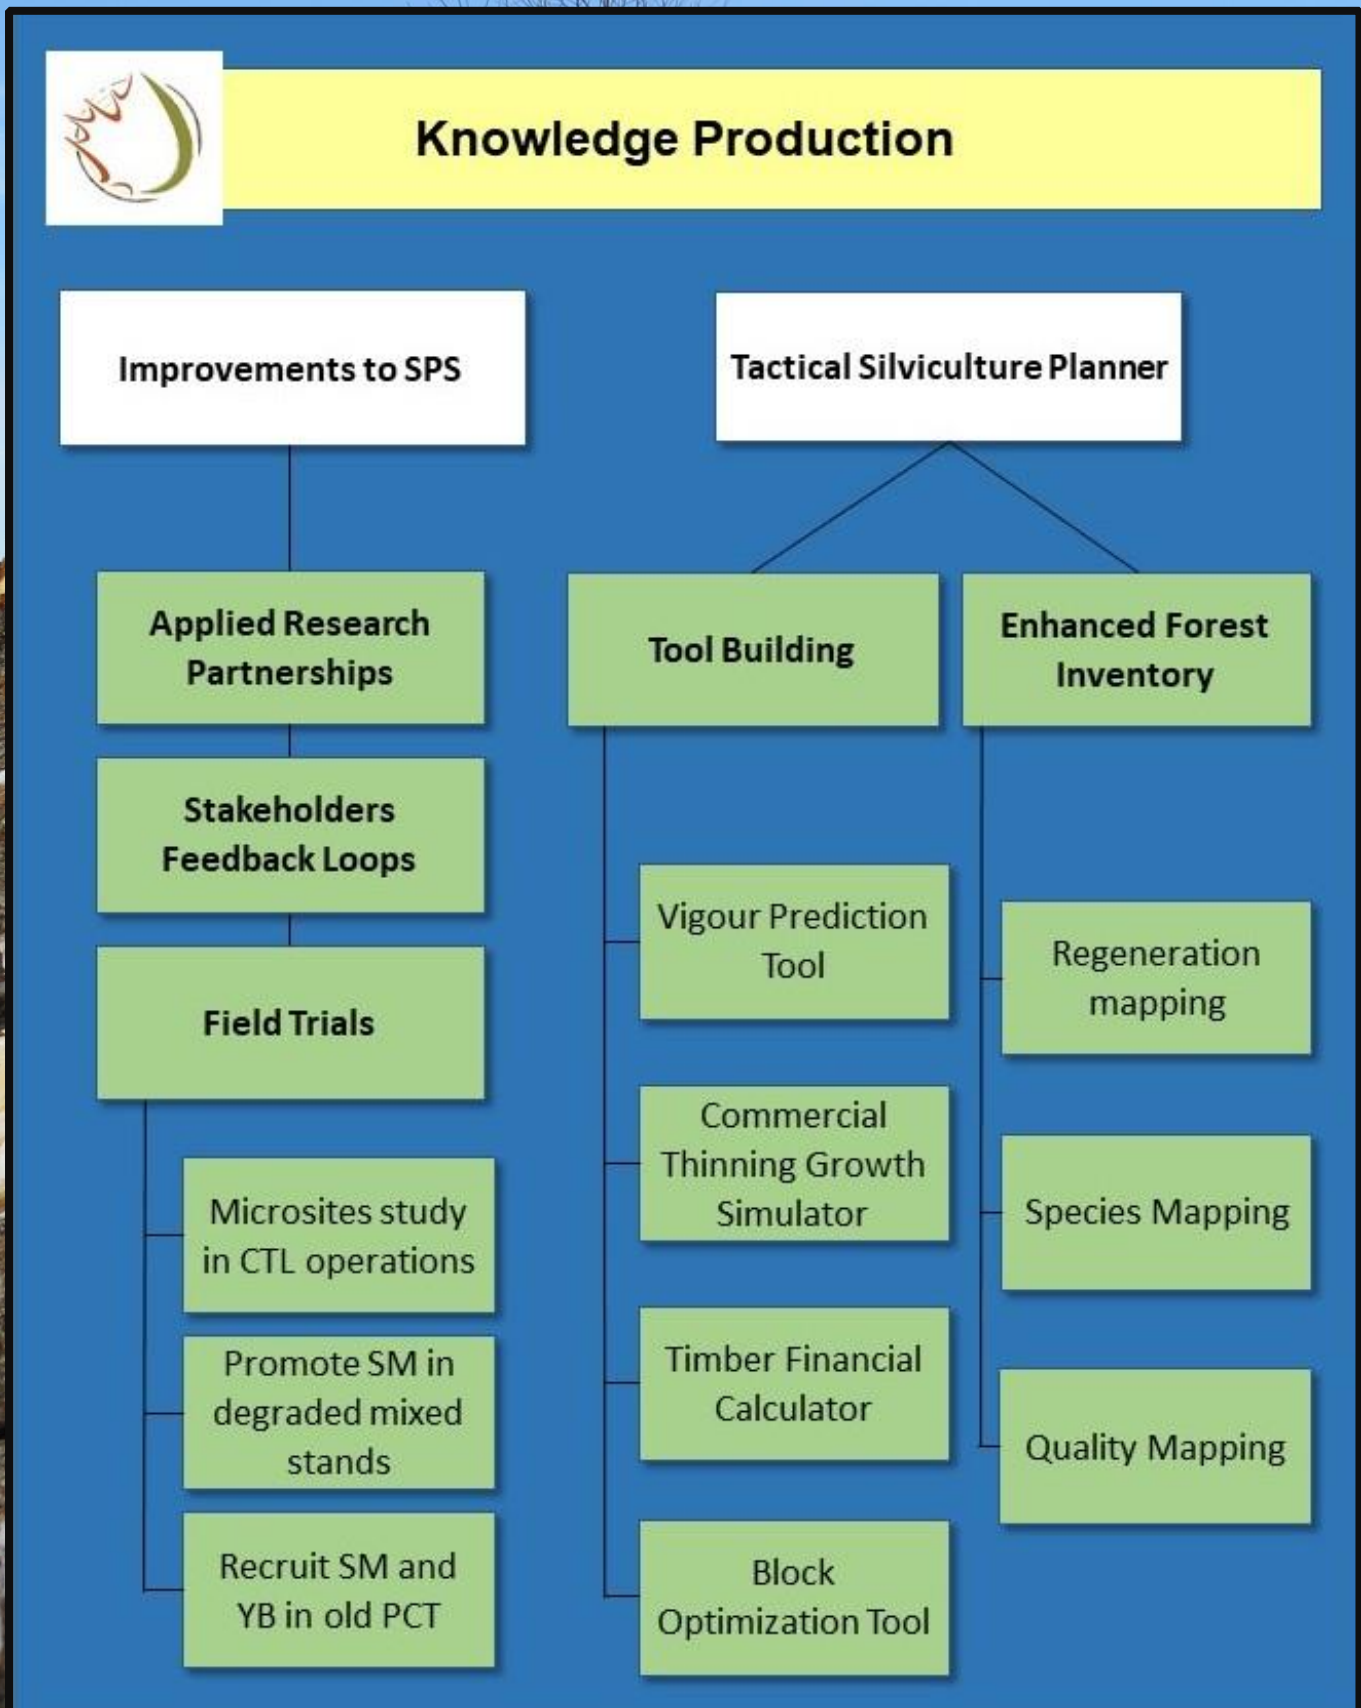 Knowledge Production
Improvements to SPS
Applied Research
Partnerships
Stakeholders
Feedback Loops
Field Trials
Microsites study
in CTL operations
Promote SM in
degraded mixed
stands
Recruit SM and
YB in old PCT
Tactical Silviculture Planner
Tool Building
Vigour Prediction
Tool
Commercial
Thinning Growth
Simulator
Timber Financial
Calculator
Block
Optimization Tool
Enhanced Forest
Inventory
Regeneration
mapping
Species Mapping
Quality Mapping